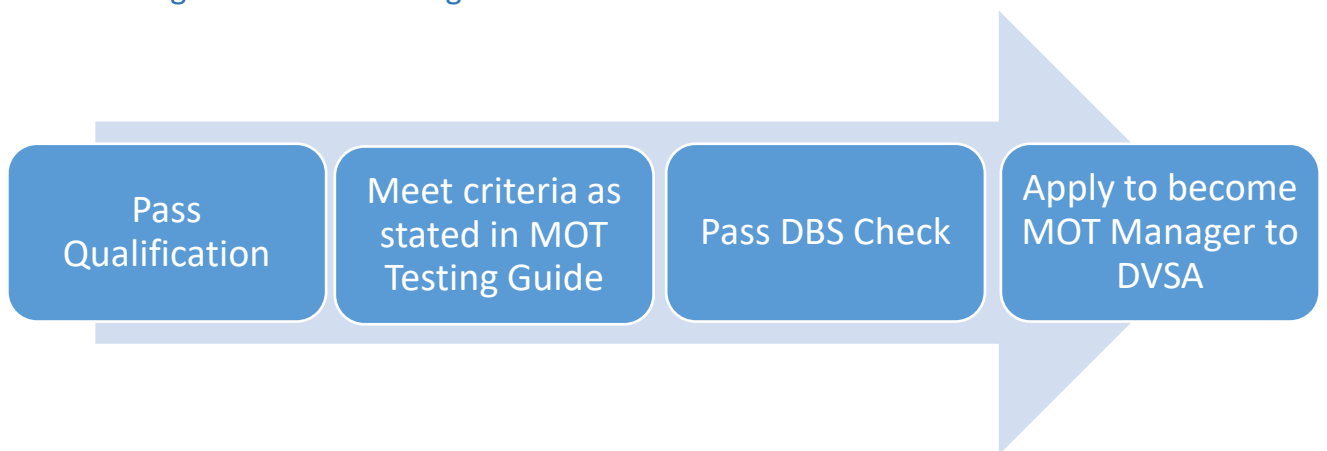 Pass
Qualification
Meet criteria as
stated in MOT
Testing Guide
Pass DBS Check
Apply to become
MOT Manager to
DVSA